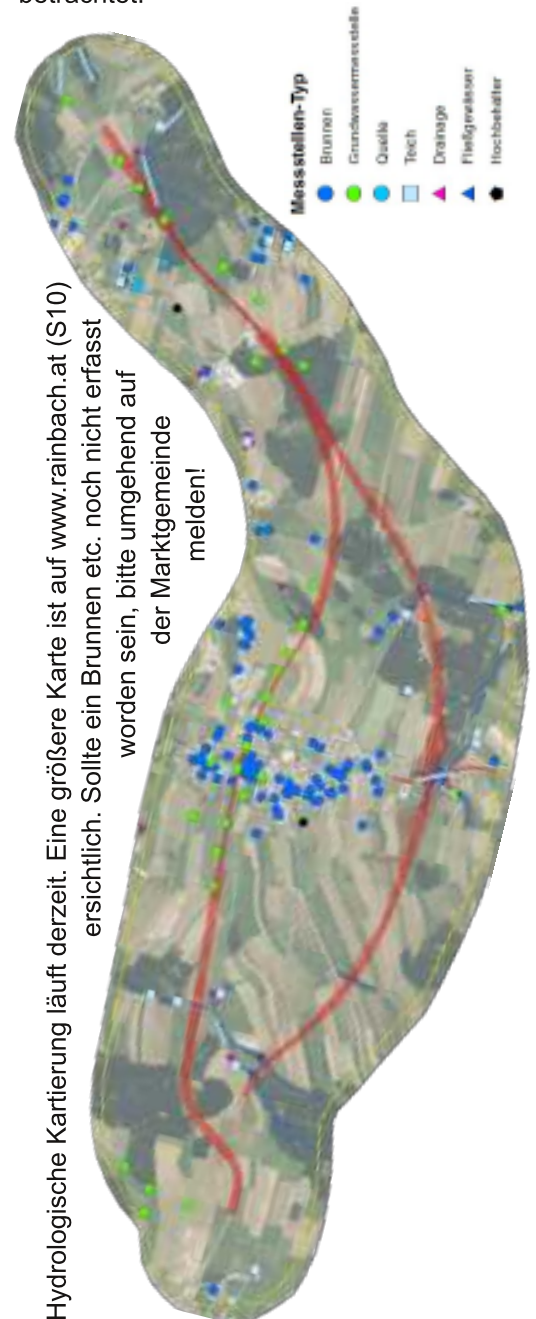 betrachtet.
Hydrologische Kartierung läuft derzeit. Eine größere Karte ist auf www.rainbach.at (S10)
ersichtlich. Sollte ein Brunnen etc. noch nicht erfasst
worden sein, bitte umgehend auf
der Marktgemeinde
melden!
Messstellen-Typ
Brunnen
Grundwassermessstelle
Quelle
Teich
Drainage
Fließgewässer
Hochbehälter